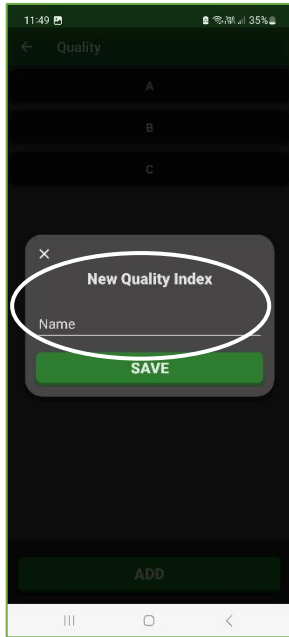 11:49 35%
Quality
A
B
C
New Quality Index
Name
SAVE
ADD